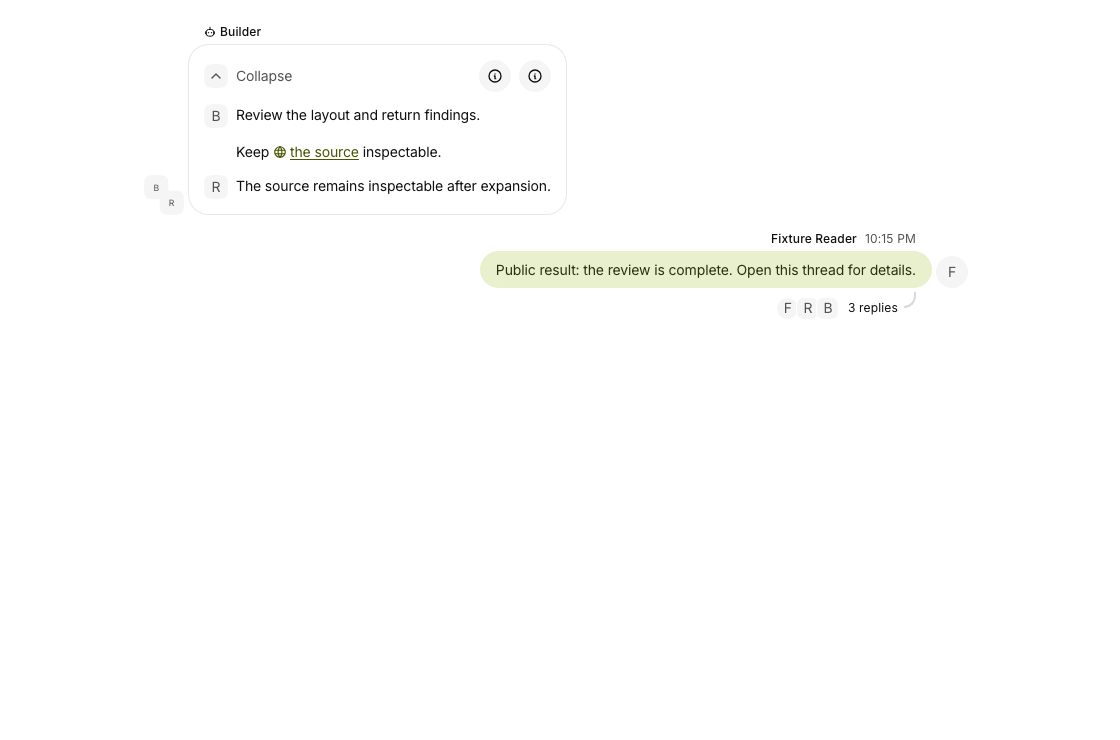 Builder
Collapse
B
Review the layout and return findings.
Keep the source inspectable.
R
The source remains inspectable after expansion.
B
R
Fixture Reader 10:15 PM
Public result: the review is complete. Open this thread for details.
F
F R B 3 replies